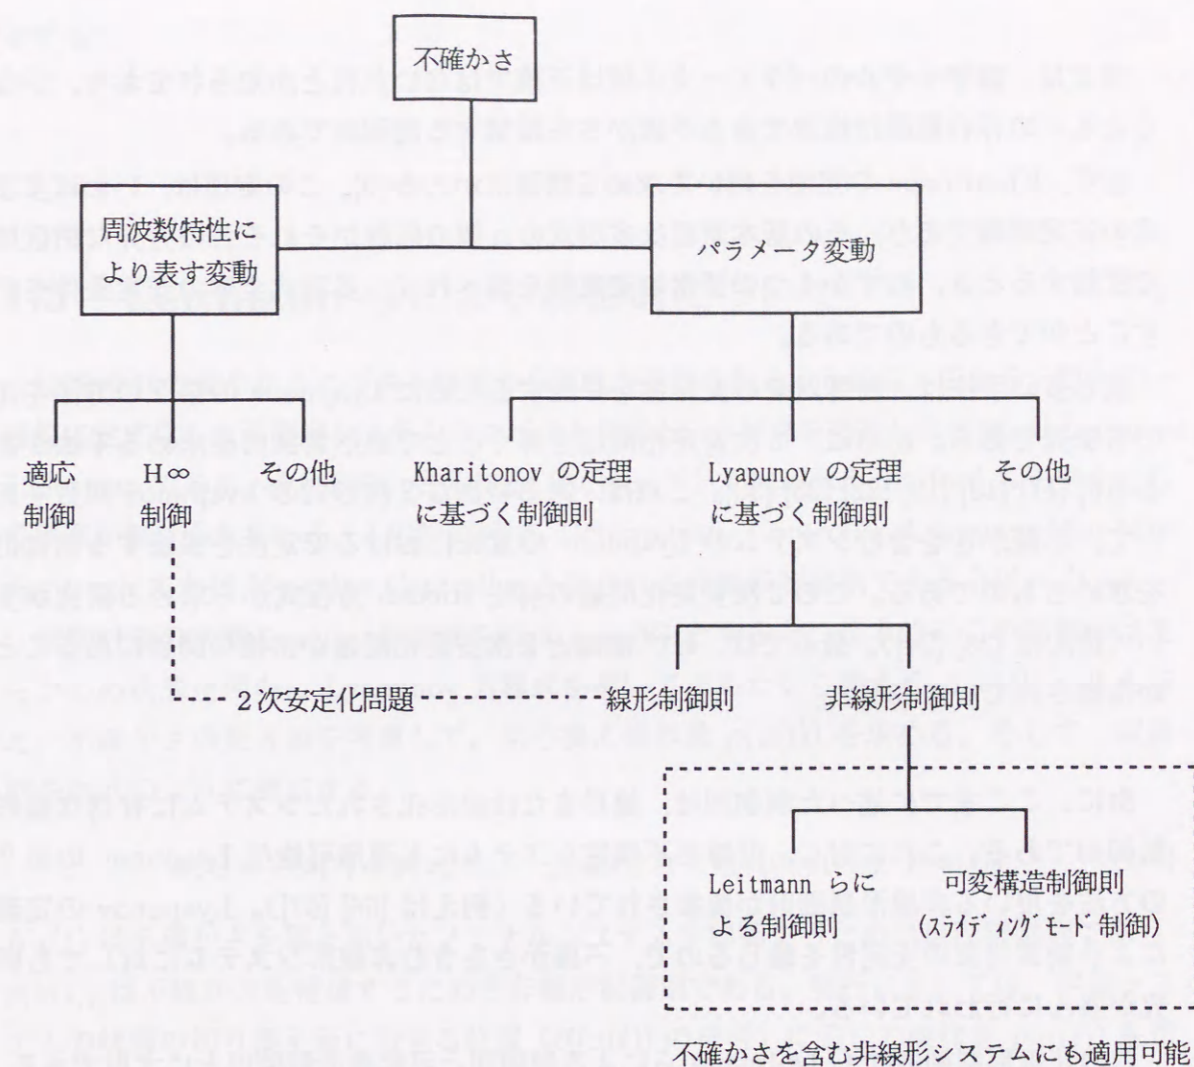 不確かさ
周波数特性に
より表す変動
パラメータ変動
適応
制御
H∞
制御
その他
Kharitonov の定理
に基づく制御則
Lyapunov の定理
に基づく制御則
その他
2次安定化問題
線形制御則
非線形制御則
Leitmann らに
よる制御則
可変構造制御則
(ｽﾗｲﾃﾞｨﾝｸﾞﾓｰﾄﾞ制御)
不確かさを含む非線形システムにも適用可能